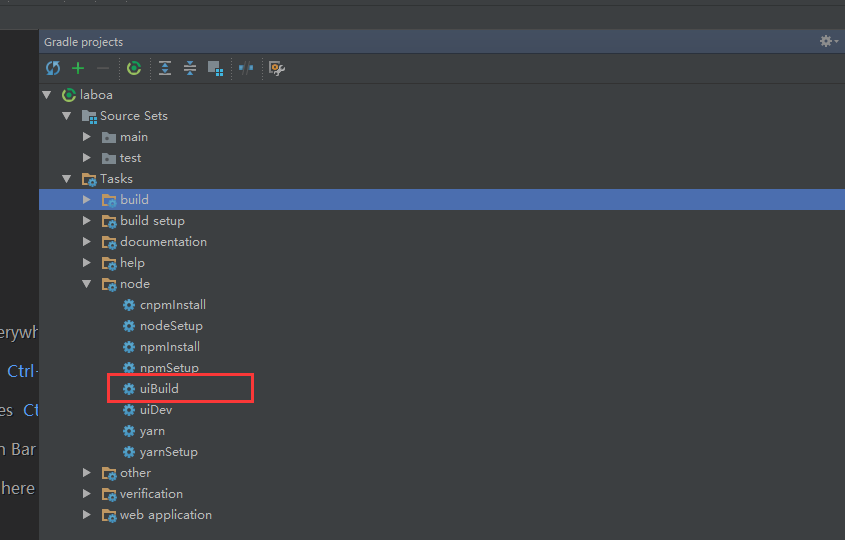 Gradle projects
laboa
Source Sets
main
test
Tasks
build
build setup
documentation
help
node
cnpmInstall
nodeSetup
npmInstall
npmSetup
uiBuild
uiDev
yarn
yarnSetup
other
verification
web application
erywh
Ctrl-
es Ct
n Bar
here